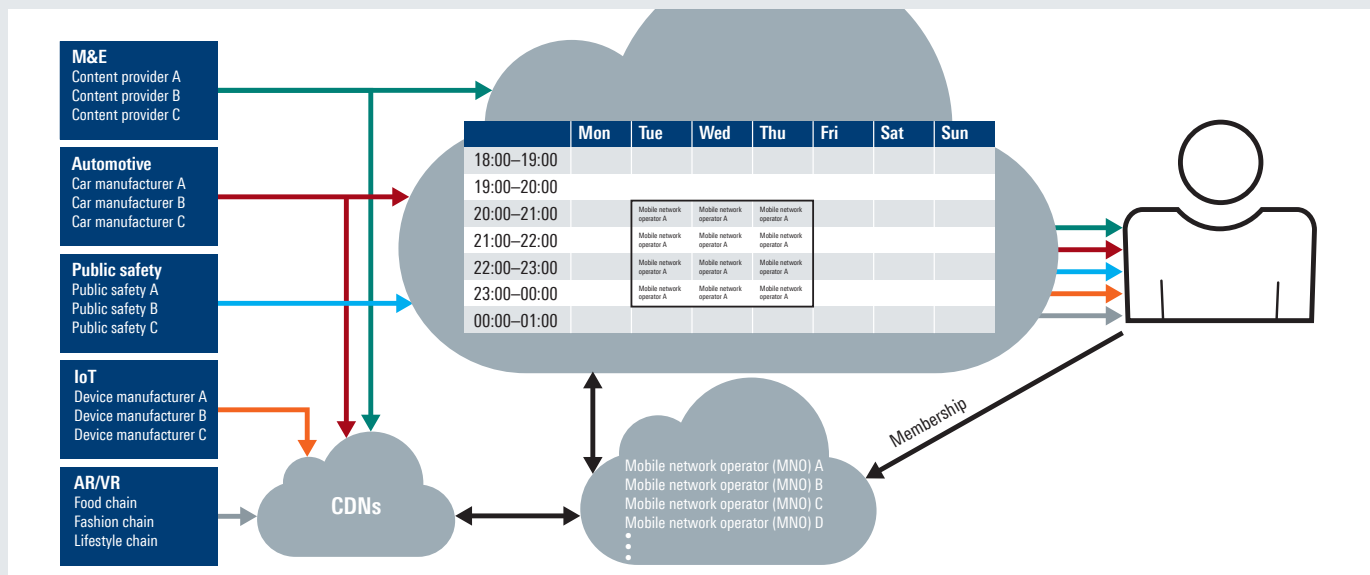 M&E
Content provider A
Content provider B
Content provider C
Automotive
Car manufacturer A
Car manufacturer B
Car manufacturer C
Public safety
Public safety A
Public safety B
Public safety C
IoT
Device manufacturer A
Device manufacturer B
Device manufacturer C
AR/VR
Food chain
Fashion chain
Lifestyle chain
Mon Tue Wed Thu Fri Sat Sun
18:00–19:00
19:00–20:00
20:00–21:00
Mobile network operator A
Mobile network operator A
Mobile network operator A
21:00–22:00
Mobile network operator A
Mobile network operator A
Mobile network operator A
22:00–23:00
Mobile network operator A
Mobile network operator A
Mobile network operator A
23:00–00:00
Mobile network operator A
Mobile network operator A
Mobile network operator A
00:00–01:00
CDNs
Mobile network operator (MNO) A
Mobile network operator (MNO) B
Mobile network operator (MNO) C
Mobile network operator (MNO) D
Membership